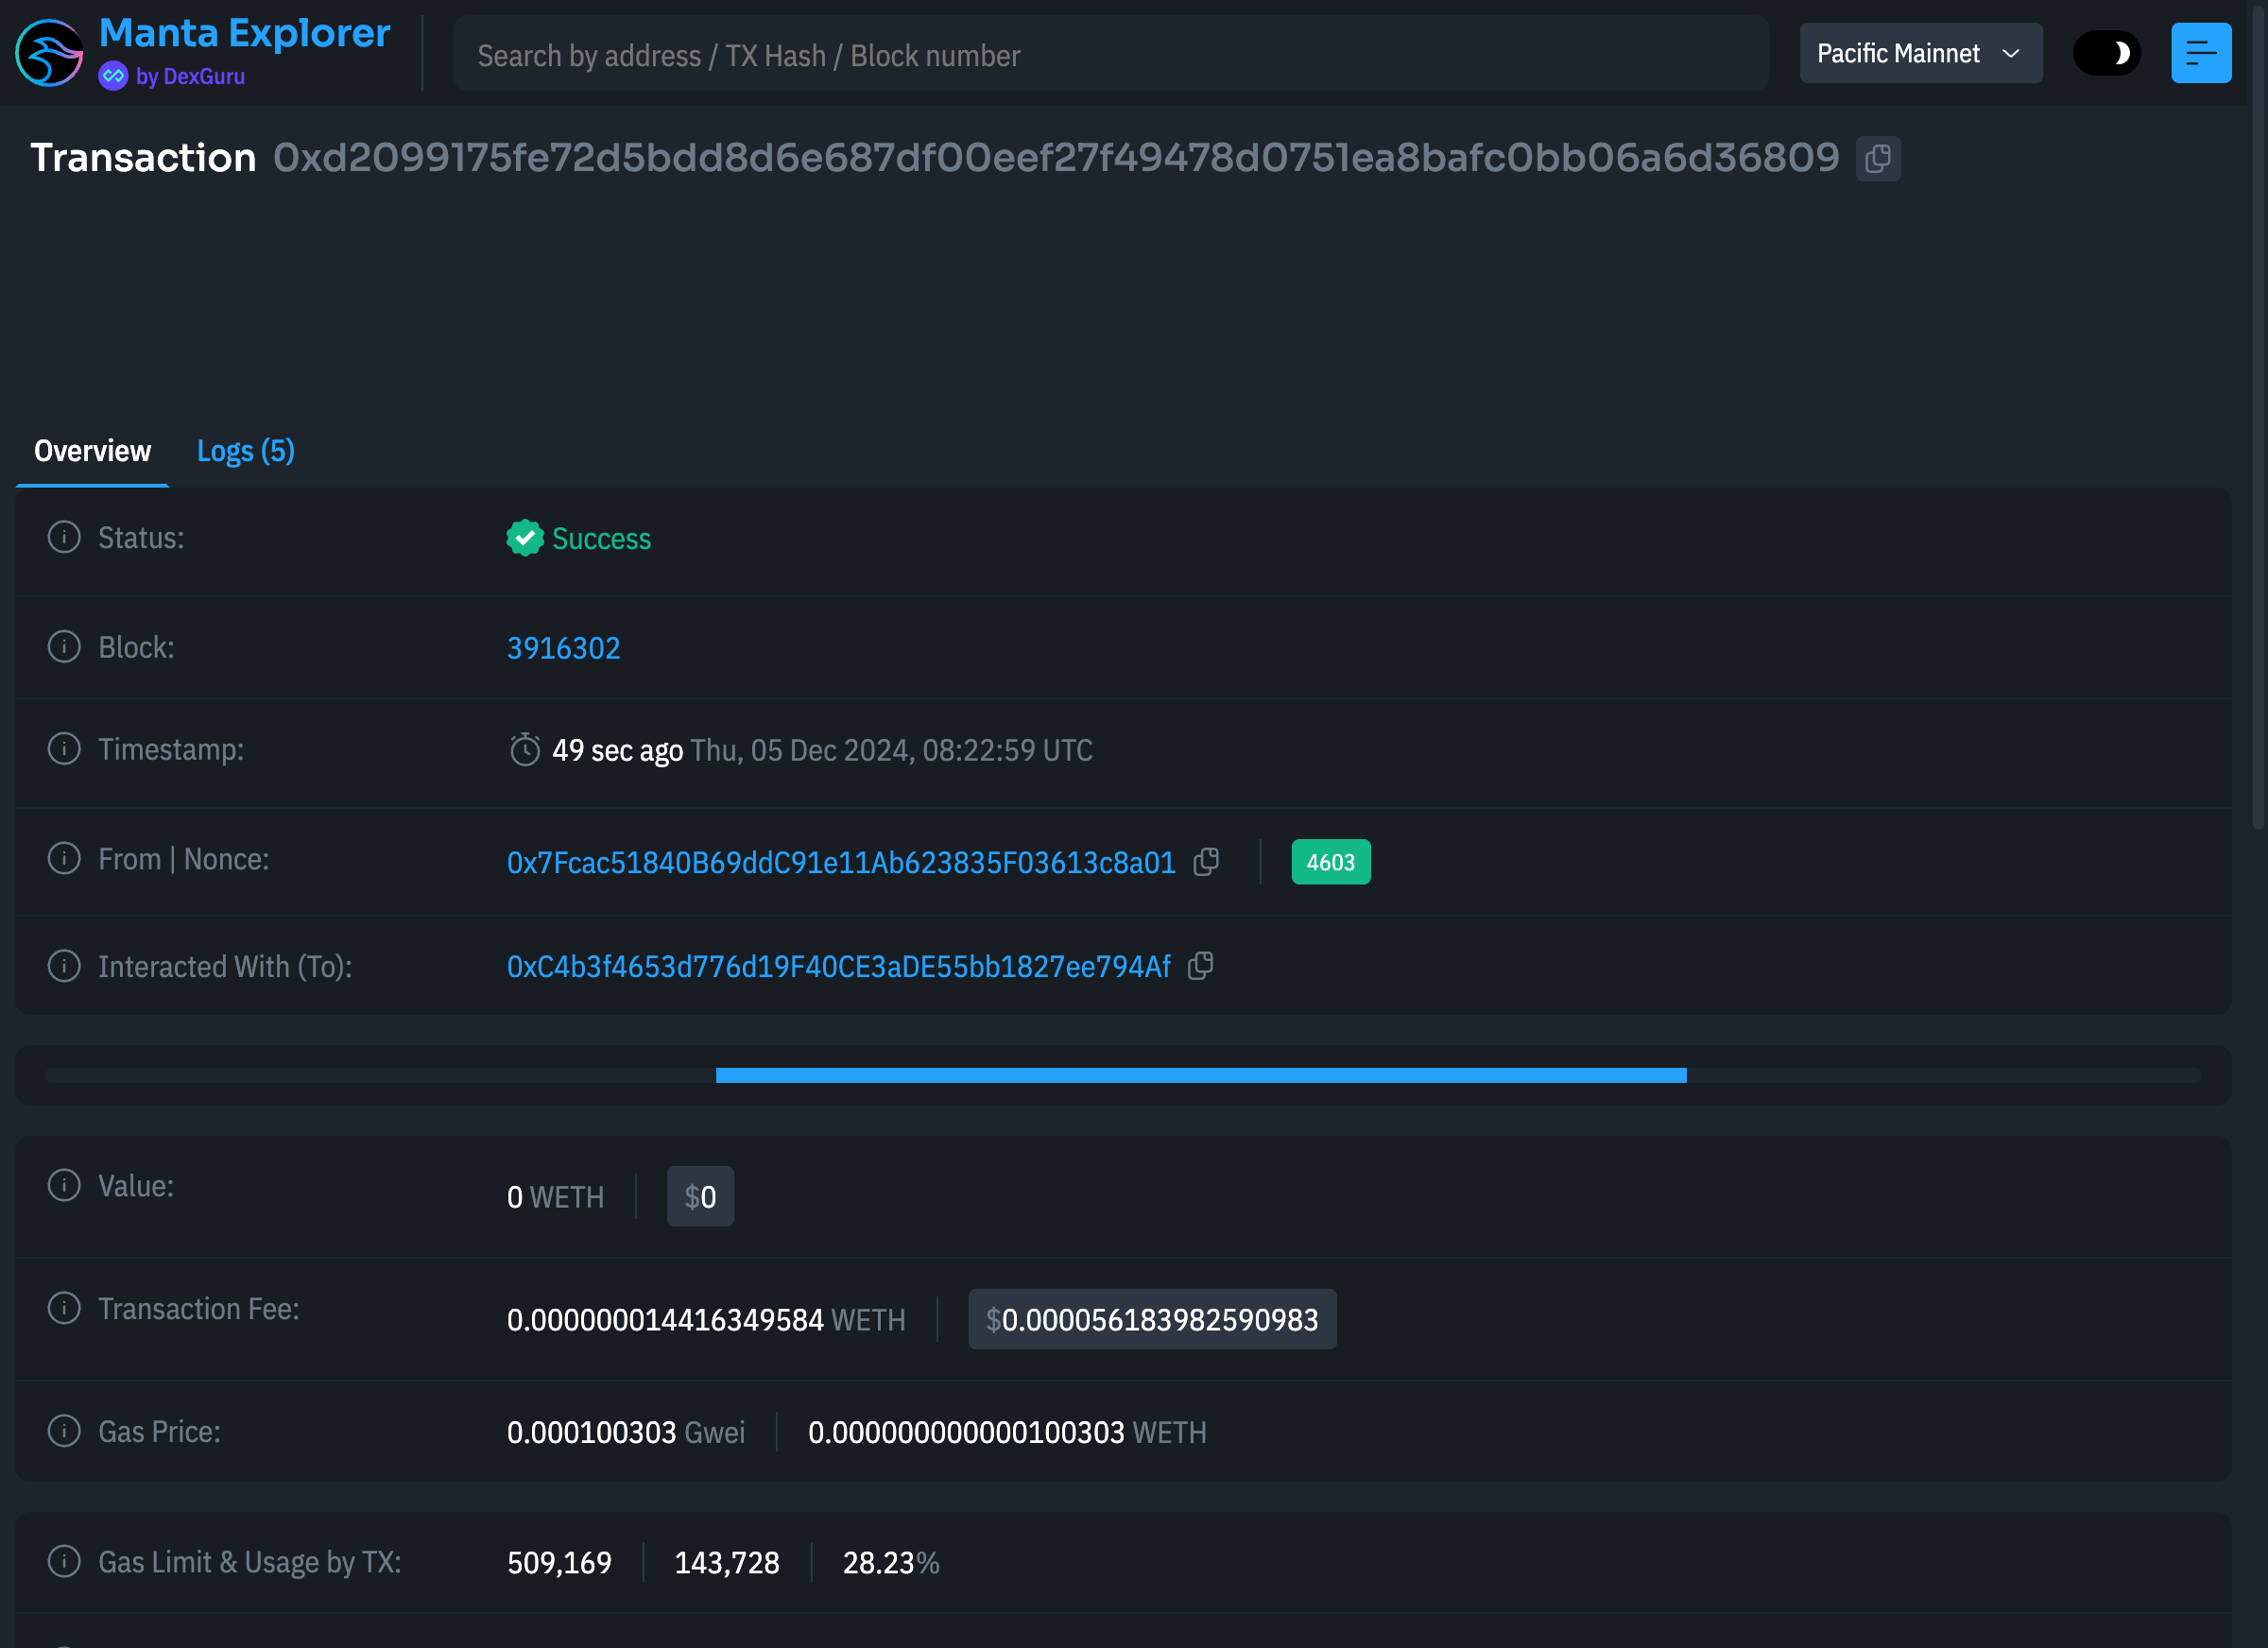 Manta Explorer
by DexGuru
Search by address / TX Hash / Block number
Pacific Mainnet
Transaction 0xd2099175fe72d5bdd8d6e687df00eef27f49478d0751ea8bafc0bb06a6d36809
Overview Logs (5)
Status: Success
Block: 3916302
Timestamp: 49 sec ago Thu, 05 Dec 2024, 08:22:59 UTC
From | Nonce: 0x7Fcac51840B69ddC91e11Ab623835F03613c8a01 4603
Interacted With (To): 0xC4b3f4653d776d19F40CE3aDE55bb1827ee794Af
Value: 0 WETH $0
Transaction Fee: 0.000000014416349584 WETH $0.000056183982590983
Gas Price: 0.000100303 Gwei 0.000000000000100303 WETH
Gas Limit & Usage by TX: 509,169 143,728 28.23%